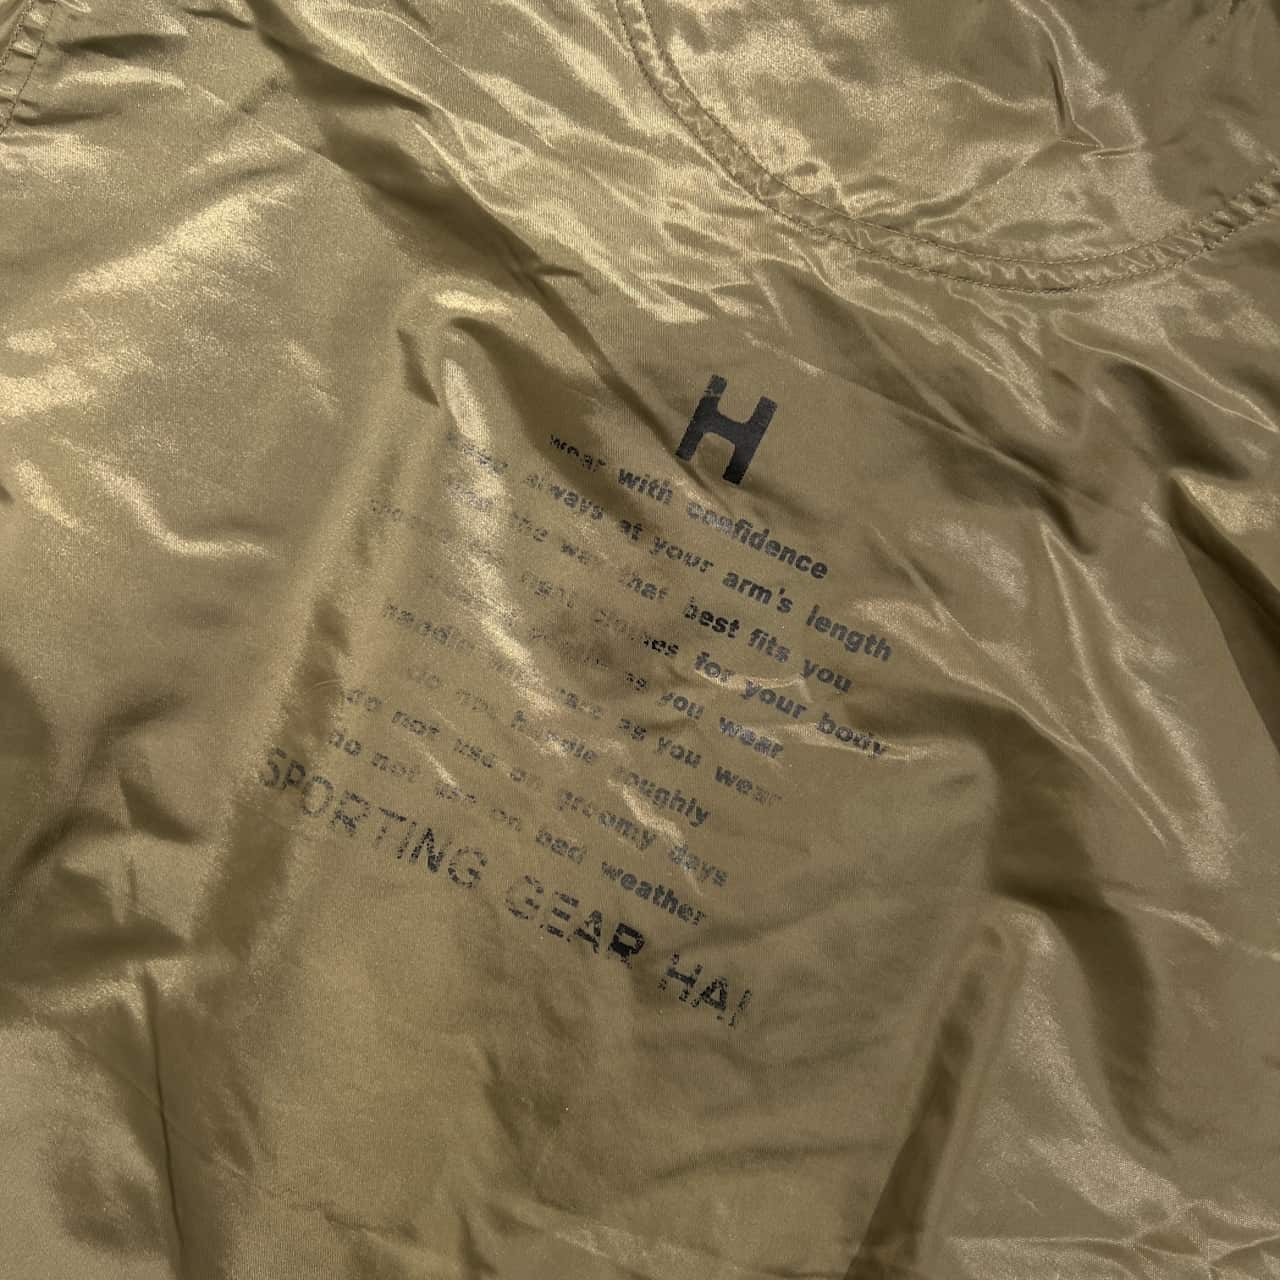 H
wear with confidence
always at your arm's length
the way that best fits you
right clothes for your body
as you wear
handle as you wear
do not handle roughly
do not use on groomy days
do not use on bad weather
SPORTING GEAR HAI